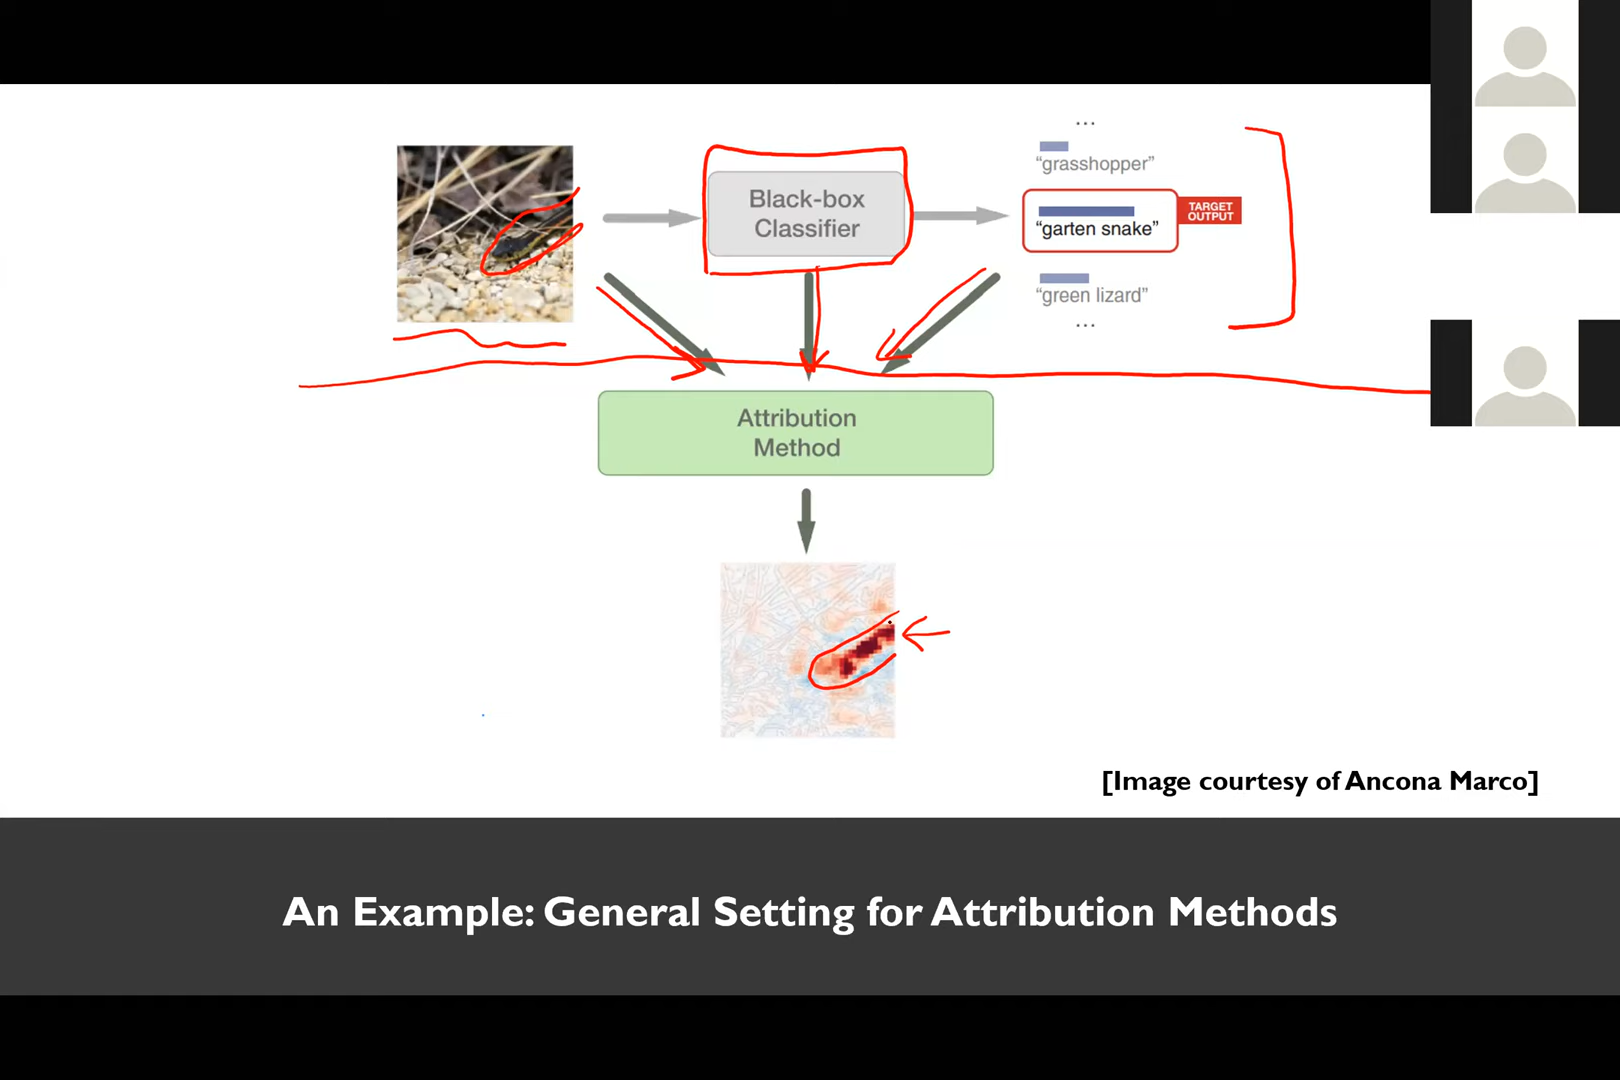 ...
“grasshopper”
Black-box
Classifier
TARGET
OUTPUT
“garten snake”
“green lizard”
...
Attribution
Method
[Image courtesy of Ancona Marco]
An Example: General Setting for Attribution Methods